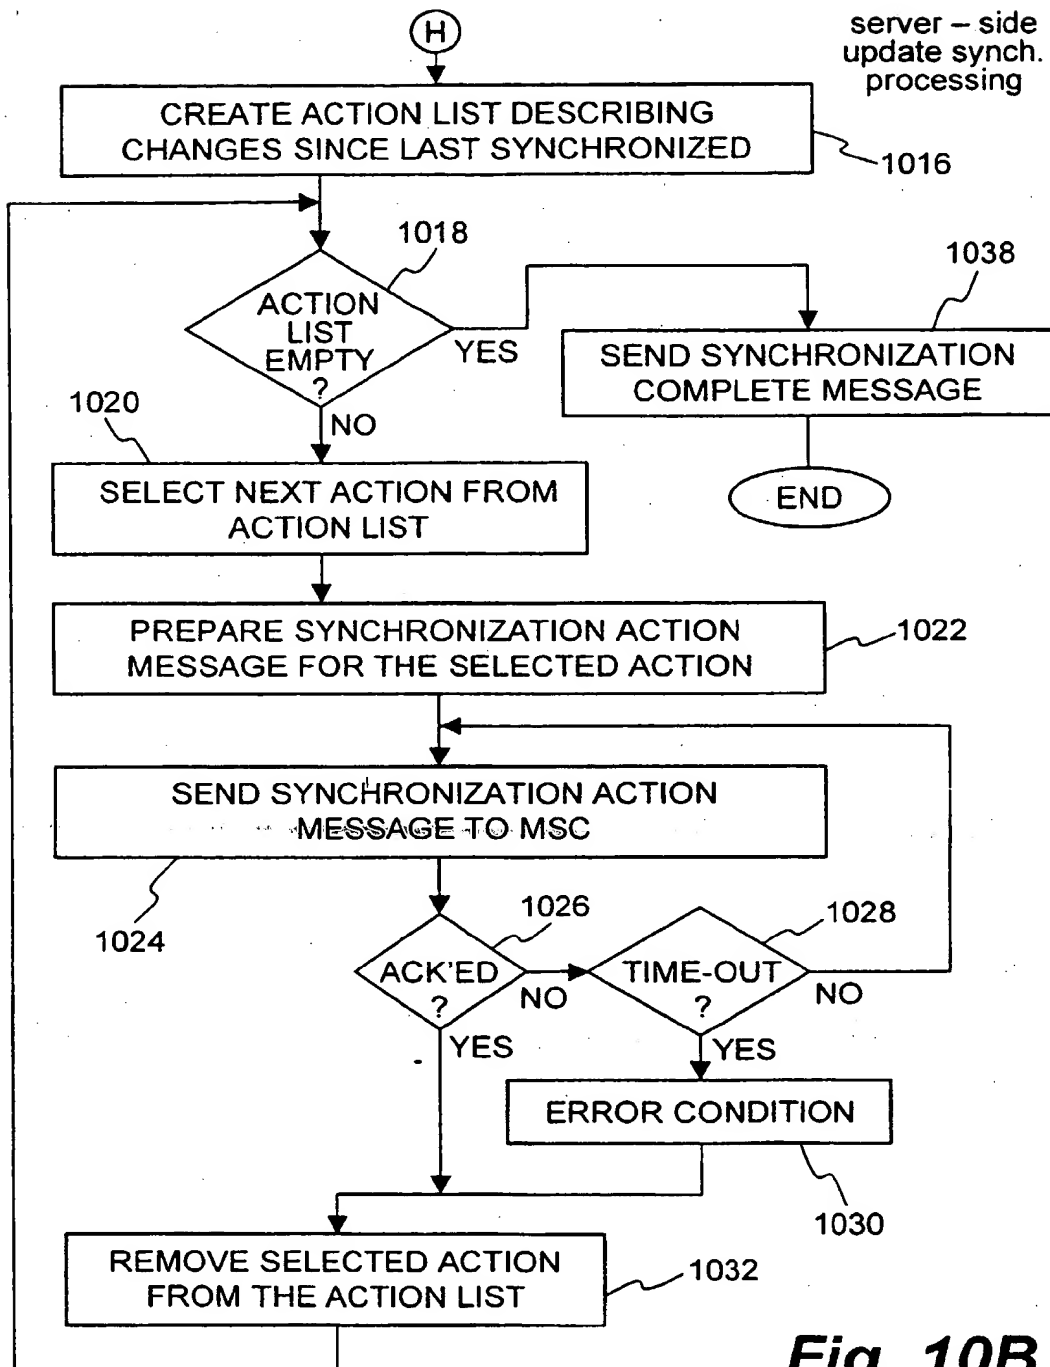 H
server – side
update synch.
processing
CREATE ACTION LIST DESCRIBING
CHANGES SINCE LAST SYNCHRONIZED
1016
1018
ACTION
LIST
EMPTY
?
YES
NO
1038
SEND SYNCHRONIZATION
COMPLETE MESSAGE
END
1020
SELECT NEXT ACTION FROM
ACTION LIST
PREPARE SYNCHRONIZATION ACTION
MESSAGE FOR THE SELECTED ACTION
1022
SEND SYNCHRONIZATION ACTION
MESSAGE TO MSC
1024
1026
ACK'ED
?
NO
YES
1028
TIME-OUT
?
NO
YES
ERROR CONDITION
1030
REMOVE SELECTED ACTION
FROM THE ACTION LIST
1032
Fig. 10B